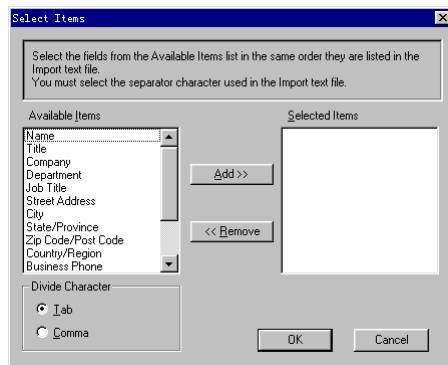 Select Items
Select the fields from the Available Items list in the same order they are listed in the
Import text file.
You must select the separator character used in the Import text file.
Available Items
Name
Title
Company
Department
Job Title
Street Address
City
State/Province
Zip Code/Post Code
Country/Region
Business Phone
Add >>
<< Remove
Selected Items
Divide Character
Tab
Comma
OK
Cancel